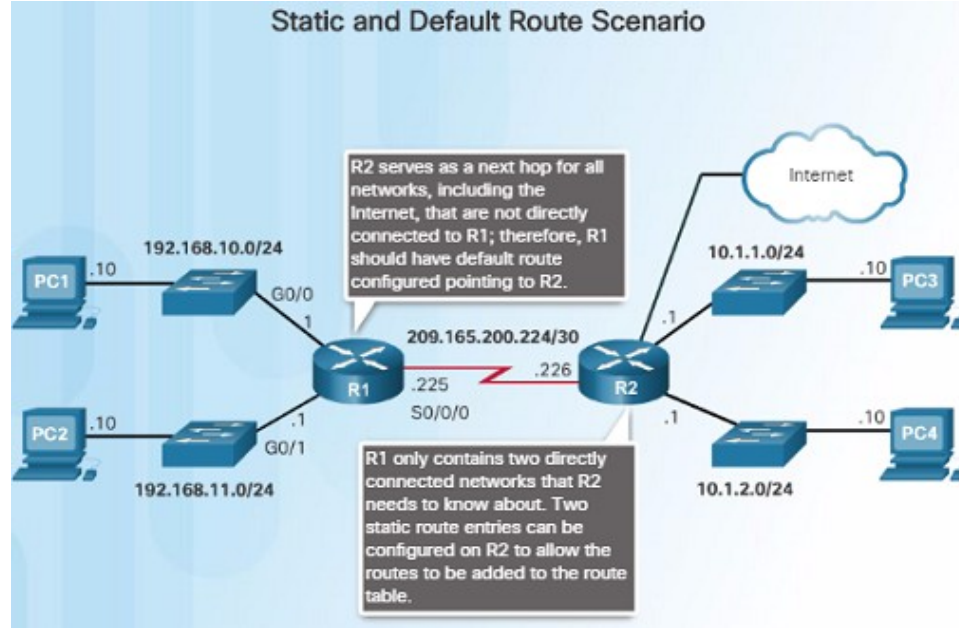 Static and Default Route Scenario
R2 serves as a next hop for all
networks, including the
Internet, that are not directly
connected to R1; therefore, R1
should have default route
configured pointing to R2.
Internet
192.168.10.0/24
10.1.1.0/24
PC1
.10
G0/0
.1
.10
PC3
209.165.200.224/30
R1
.225
S0/0/0
.226
R2
.1
PC2
.10
.1
G0/1
192.168.11.0/24
.1
.10
PC4
10.1.2.0/24
R1 only contains two directly
connected networks that R2
needs to know about. Two
static route entries can be
configured on R2 to allow the
routes to be added to the route
table.